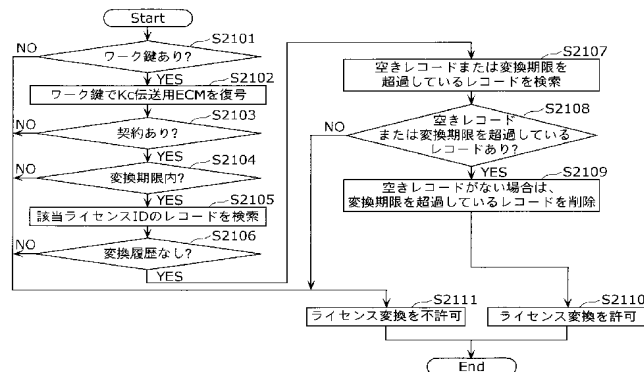 Start
S2101
NO
ワーク鍵あり?
YES
S2102
ワーク鍵でKc伝送用ECMを復号
S2103
NO
契約あり?
YES
S2104
NO
変換期限内?
YES
S2105
該当ライセンスIDのレコードを検索
S2106
NO
変換履歴なし?
YES
S2107
空きレコードまたは変換期限を
超過しているレコードを検索
S2108
NO
空きレコード
または変換期限を超過している
レコードあり?
YES
S2109
空きレコードがない場合は、
変換期限を超過しているレコードを削除
S2111
ライセンス変換を不許可
S2110
ライセンス変換を許可
End